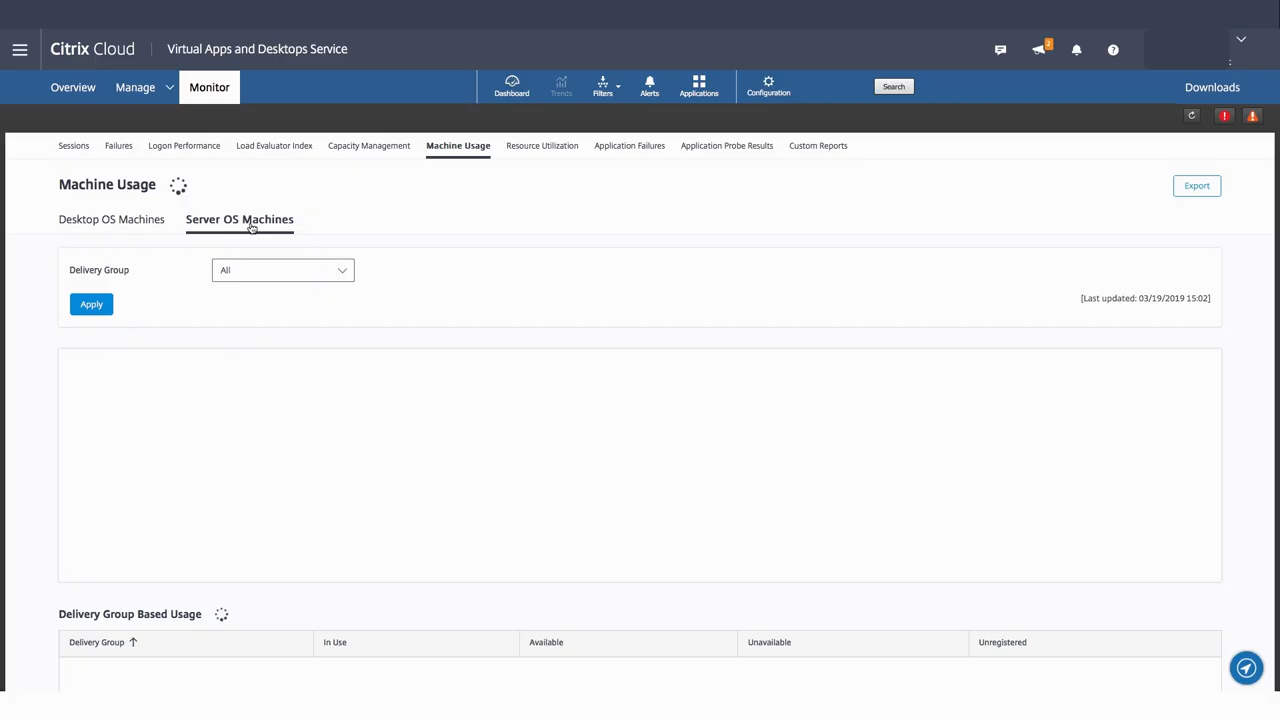 Citrix Cloud Virtual Apps and Desktops Service 2
Overview Manage Monitor Dashboard Trends Filters Alerts Applications Configuration Search Downloads
Sessions Failures Logon Performance Load Evaluator Index Capacity Management Machine Usage Resource Utilization Application Failures Application Probe Results Custom Reports
Machine Usage Export
Desktop OS Machines Server OS Machines
Delivery Group All
Apply [Last updated: 03/19/2019 15:02]
Delivery Group Based Usage
Delivery Group In Use Available Unavailable Unregistered